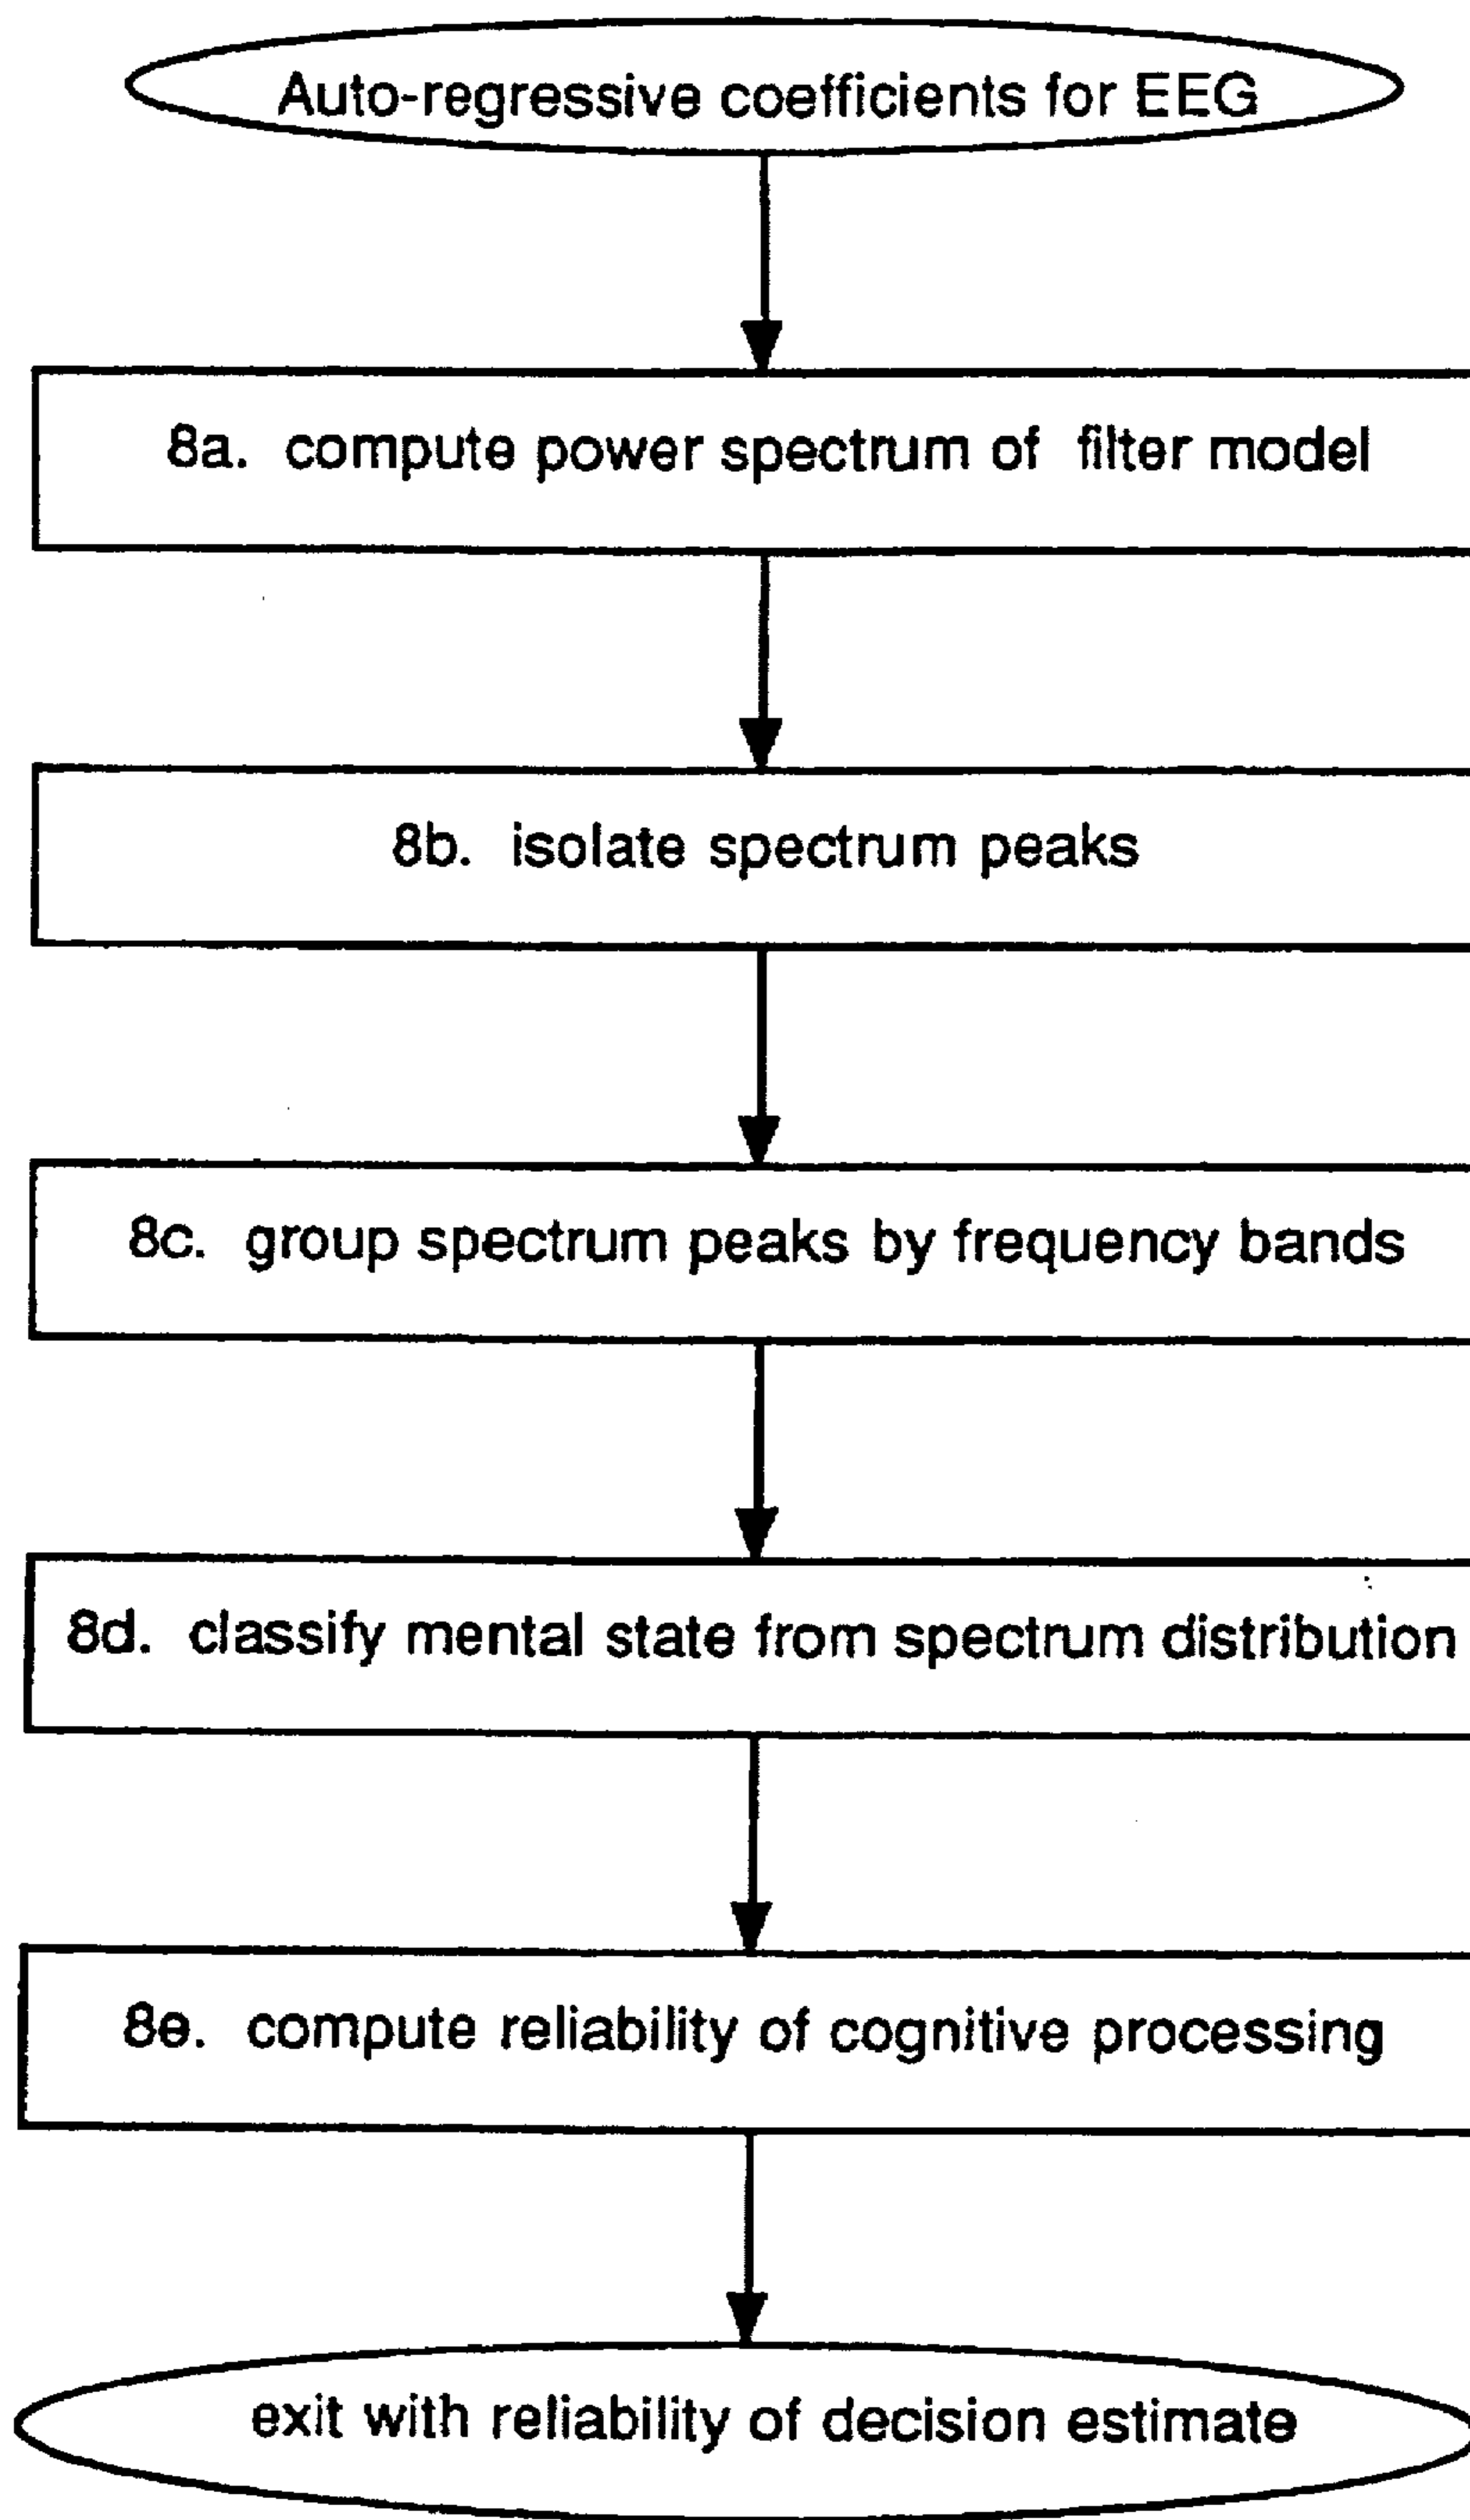 Auto-regressive coefficients for EEG
8a. compute power spectrum of filter model
8b. isolate spectrum peaks
8c. group spectrum peaks by frequency bands
8d. classify mental state from spectrum distribution
8e. compute reliability of cognitive processing
exit with reliability of decision estimate